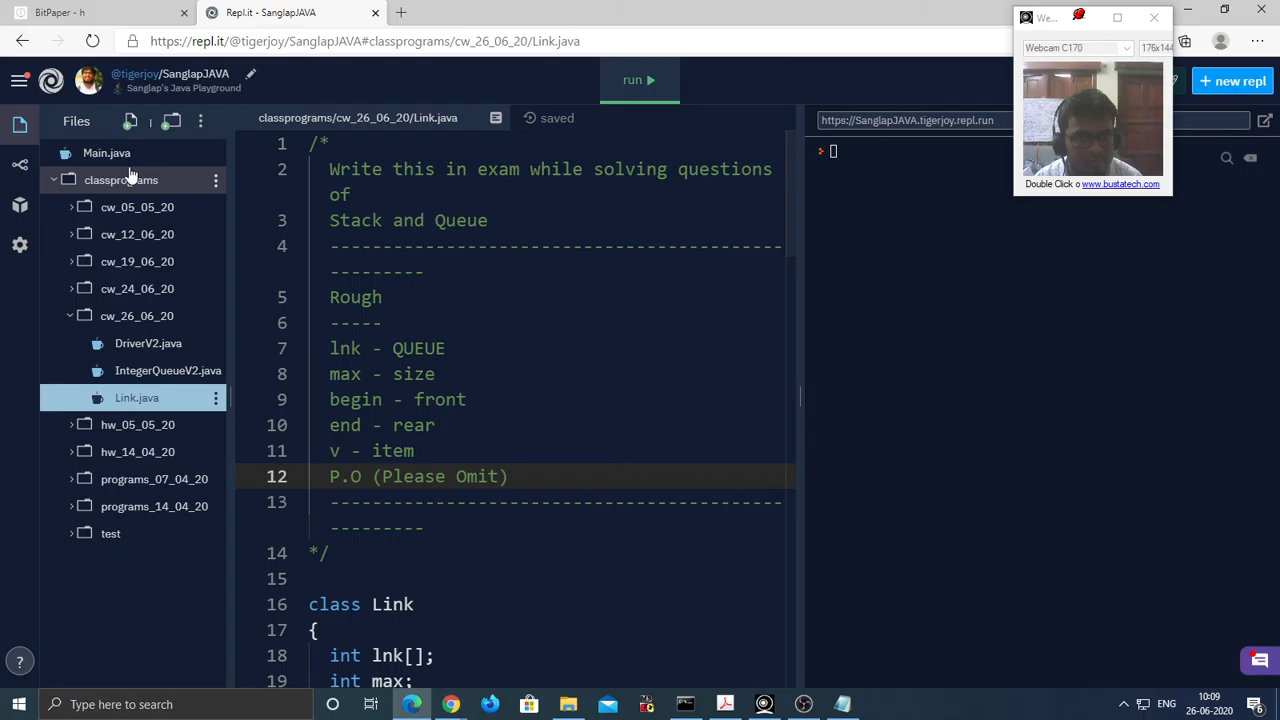 BitPaper - h
Repl.it - SanglapJAVA
https://repl.it/@tigerjoy/SanglapJAVA#classprograms/cw_26_06_20/Link.java
We...
Webcam C170
176x144
Double Click o www.bustatech.com
@tigerjoy/SanglapJAVA
Sanglap's Java Playground
run
+ new repl
Files
Main.java
classprograms
cw_05_05_20
cw_12_06_20
cw_19_06_20
cw_24_06_20
cw_26_06_20
DriverV2.java
IntegerQueueV2.java
Link.java
hw_05_05_20
hw_14_04_20
programs_07_04_20
programs_14_04_20
test
classprograms/cw_26_06_20/Link.java
saved
1 /*
2 Write this in exam while solving questions
of
3 Stack and Queue
4 -------------------------------------------
---------
5 Rough
6 -----
7 lnk - QUEUE
8 max - size
9 begin - front
10 end - rear
11 v - item
12 P.O (Please Omit)
13 -------------------------------------------
---------
14 */
15
16 class Link
17 {
18 int lnk[];
19 int max;
https://SanglapJAVA.tigerjoy.repl.run
?
Type here to search
ENG
10:09
26-06-2020
6